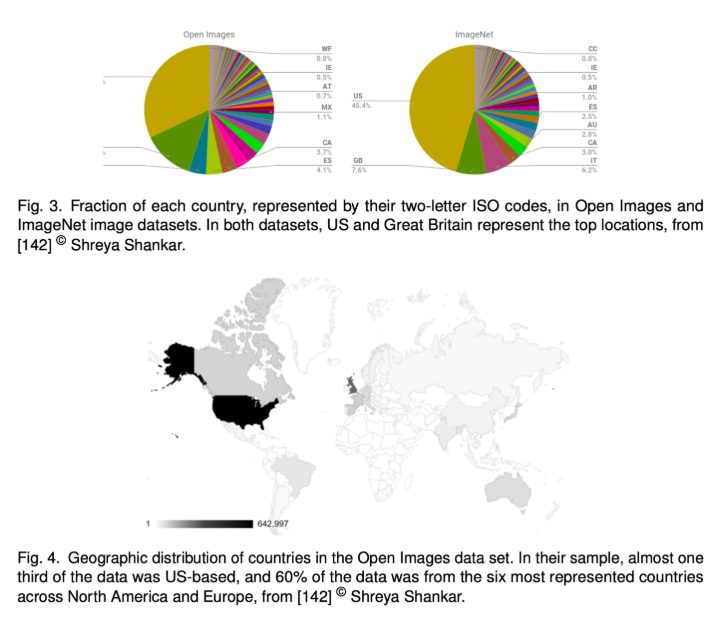 Open Images
WF
0.0%
IE
0.5%
AT
0.7%
MX
1.1%
CA
3.7%
ES
4.1%
ImageNet
US
45.4%
GB
7.6%
CC
0.0%
IE
0.5%
AR
1.0%
ES
2.5%
AU
2.8%
CA
3.0%
IT
6.2%
Fig. 3. Fraction of each country, represented by their two-letter ISO codes, in Open Images and
ImageNet image datasets. In both datasets, US and Great Britain represent the top locations, from
[142] © Shreya Shankar.
1 642,997
Fig. 4. Geographic distribution of countries in the Open Images data set. In their sample, almost one
third of the data was US-based, and 60% of the data was from the six most represented countries
across North America and Europe, from [142] © Shreya Shankar.